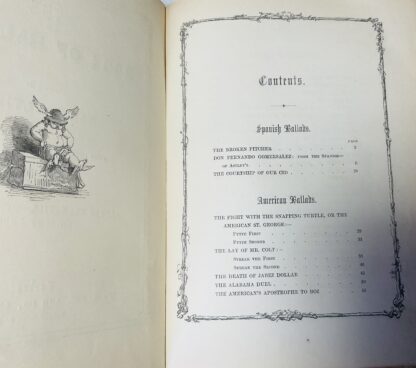 Contents.
Spanish Ballads.
PAGE
THE BROKEN PITCHER
DON FERNANDO GOMERSALEZ: FROM THE SPANISH
OF ASTLEY'S
THE COURTSHIP OF OUR CID
American Ballads.
THE FIGHT WITH THE SNAPPING TURTLE, OR THE
AMERICAN ST. GEORGE:—
FYTTE FIRST
FYTTE SECOND
THE LAY OF MR. COLT:—
STREAK THE FIRST
STREAK THE SECOND
THE DEATH OF JABEZ DOLLAR
THE ALABAMA DUEL
THE AMERICAN'S APOSTROPHE TO BOZ